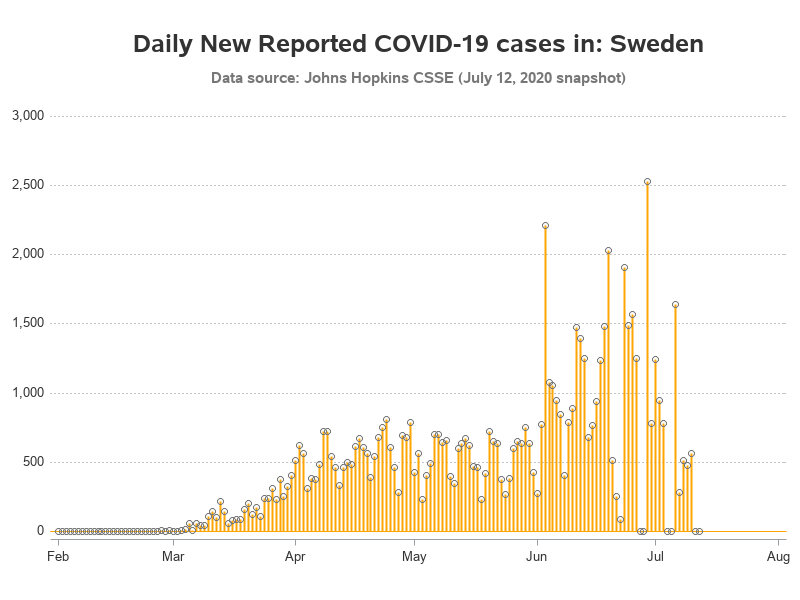 Daily New Reported COVID-19 cases in: Sweden
Data source: Johns Hopkins CSSE (July 12, 2020 snapshot)
3,000
2,500
2,000
1,500
1,000
500
0
Feb Mar Apr May Jun Jul Aug